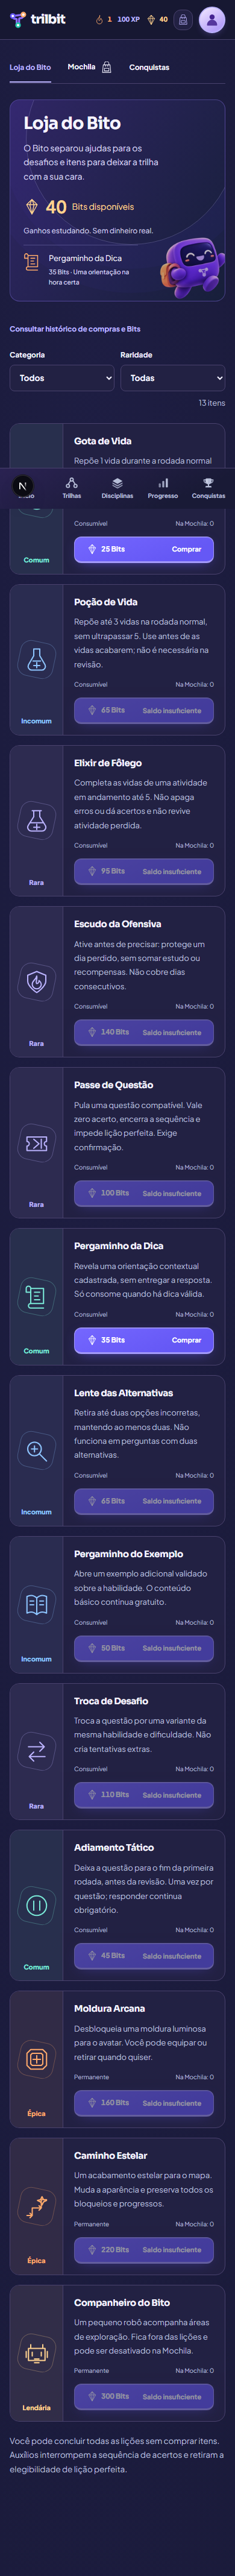 trilbit 1 100 XP 40
Loja do Bito Mochila Conquistas
Loja do Bito
O Bito separou ajudas para os
desafios e itens para deixar a trilha
com a sua cara.
40 Bits disponíveis
Ganhos estudando. Sem dinheiro real.
Pergaminho da Dica
35 Bits · Uma orientação na
hora certa
Consultar histórico de compras e Bits
Categoria Raridade
Todos Todas
13 itens
Gota de Vida
Repõe 1 vida durante a rodada normal
N
Trilhas Disciplinas Progresso Conquistas
Consumível Na Mochila: 0
25 Bits Comprar
Comum
Poção de Vida
Repõe até 3 vidas na rodada normal,
sem ultrapassar 5. Use antes de as
vidas acabarem; não é necessária na
revisão.
Consumível Na Mochila: 0
65 Bits Saldo insuficiente
Incomum
Elixir de Fôlego
Completa as vidas de uma atividade
em andamento até 5. Não apaga
erros ou dá acertos e não revive
atividade perdida.
Consumível Na Mochila: 0
95 Bits Saldo insuficiente
Rara
Escudo da Ofensiva
Ative antes de precisar: protege um
dia perdido, sem somar estudo ou
recompensas. Não cobre dias
consecutivos.
Consumível Na Mochila: 0
140 Bits Saldo insuficiente
Rara
Passe de Questão
Pula uma questão compatível. Vale
zero acerto, encerra a sequência e
impede lição perfeita. Exige
confirmação.
Consumível Na Mochila: 0
100 Bits Saldo insuficiente
Rara
Pergaminho da Dica
Revela uma orientação contextual
cadastrada, sem entregar a resposta.
Só consome quando há dica válida.
Consumível Na Mochila: 0
35 Bits Comprar
Comum
Lente das Alternativas
Retira até duas opções incorretas,
mantendo ao menos duas. Não
funciona em perguntas com duas
alternativas.
Consumível Na Mochila: 0
65 Bits Saldo insuficiente
Incomum
Pergaminho do Exemplo
Abre um exemplo adicional validado
sobre a habilidade. O conteúdo
básico continua gratuito.
Consumível Na Mochila: 0
50 Bits Saldo insuficiente
Incomum
Troca de Desafio
Troca a questão por uma variante da
mesma habilidade e dificuldade. Não
cria tentativas extras.
Consumível Na Mochila: 0
110 Bits Saldo insuficiente
Rara
Adiamento Tático
Deixa a questão para o fim da primeira
rodada, antes da revisão. Uma vez por
questão; responder continua
obrigatório.
Consumível Na Mochila: 0
45 Bits Saldo insuficiente
Comum
Moldura Arcana
Desbloqueia uma moldura luminosa
para o avatar. Você pode equipar ou
retirar quando quiser.
Permanente Na Mochila: 0
160 Bits Saldo insuficiente
Épica
Caminho Estelar
Um acabamento estelar para o mapa.
Muda a aparência e preserva todos os
bloqueios e progressos.
Permanente Na Mochila: 0
220 Bits Saldo insuficiente
Épica
Companheiro do Bito
Um pequeno robô acompanha áreas
de exploração. Fica fora das lições e
pode ser desativado na Mochila.
Permanente Na Mochila: 0
300 Bits Saldo insuficiente
Lendária
Você pode concluir todas as lições sem comprar itens.
Auxílios interrompem a sequência de acertos e retiram a
elegibilidade de lição perfeita.